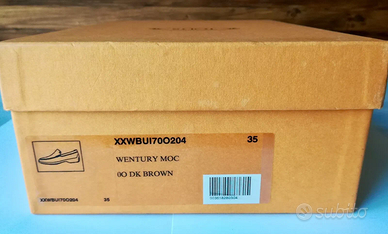 XXWBUI70O204 35
WENTURY MOC
0O DK BROWN
XXWBUI70O204 35
subito